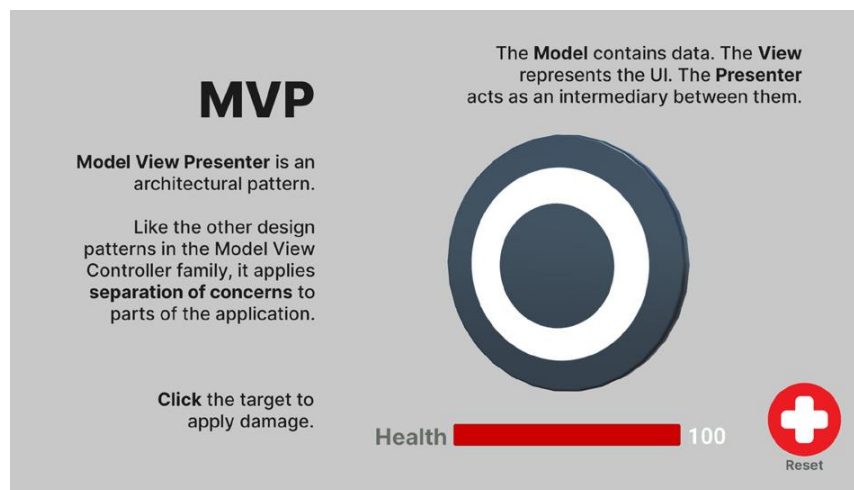 MVP
Model View Presenter is an
architectural pattern.
Like the other design
patterns in the Model View
Controller family, it applies
separation of concerns to
parts of the application.
Click the target to
apply damage.
The Model contains data. The View
represents the UI. The Presenter
acts as an intermediary between them.
Health 100
Reset